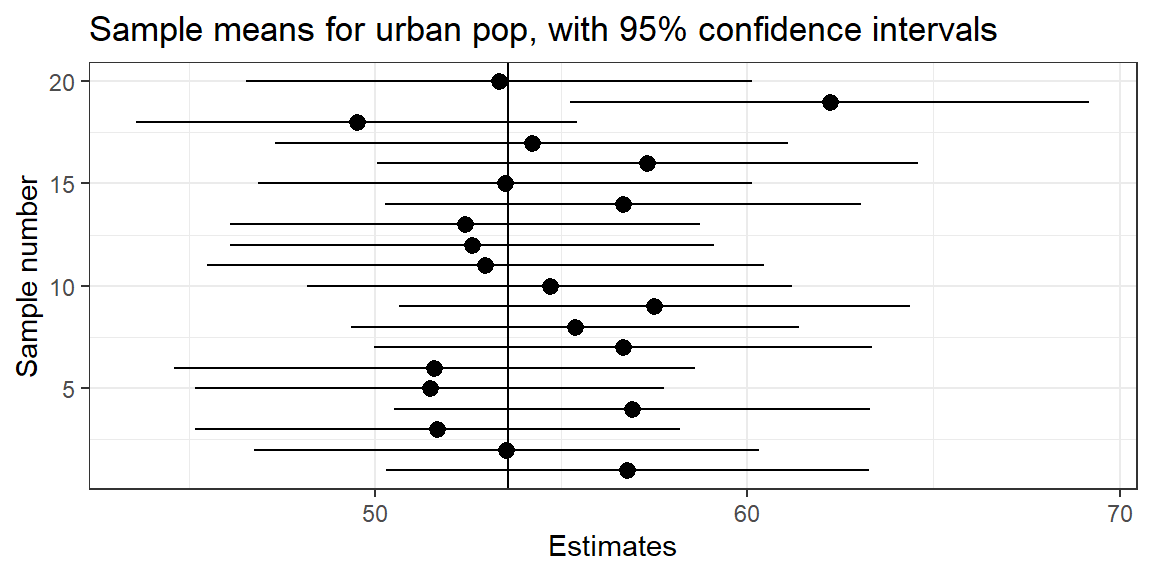 Sample means for urban pop, with 95% confidence intervals
Sample number
20
15
10
5
50 60 70
Estimates